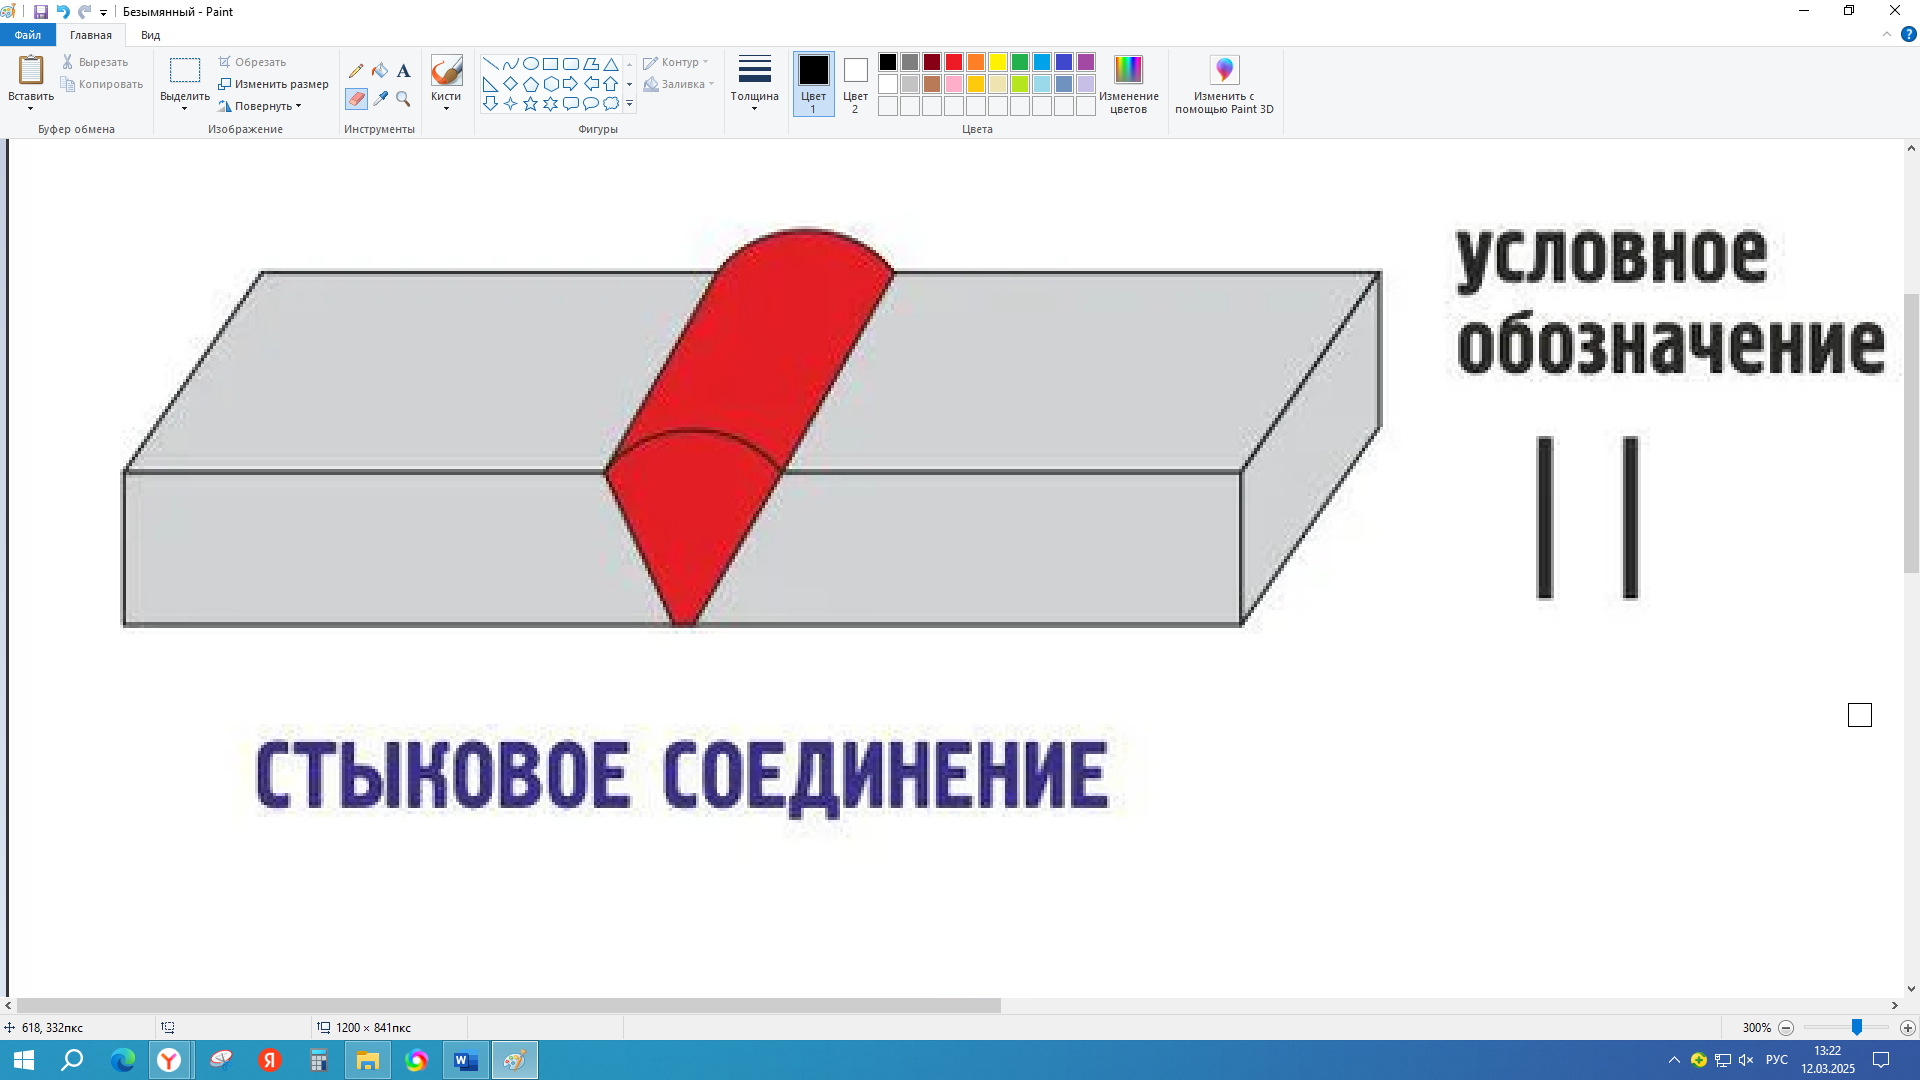 Безымянный - Paint
Файл
Главная
Вид
Вставить
Вырезать
Копировать
Буфер обмена
Выделить
Обрезать
Изменить размер
Повернуть
Изображение
A
Инструменты
Кисти
Контур
Заливка
Фигуры
Толщина
Цвет
1
Цвет
2
Изменение
цветов
Цвета
Изменить с
помощью Paint 3D
условное
обозначение
СТЫКОВОЕ СОЕДИНЕНИЕ
618, 332пкс
1200 × 841пкс
300%
РУС
13:22
12.03.2025